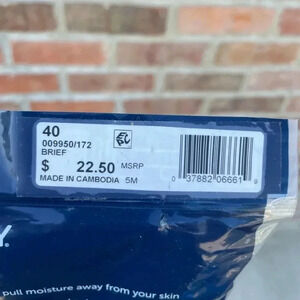 40
009950/172
BRIEF
$ 22.50 MSRP
MADE IN CAMBODIA 5M
0 37882 06661 9
Y.
pull moisture away from your skin